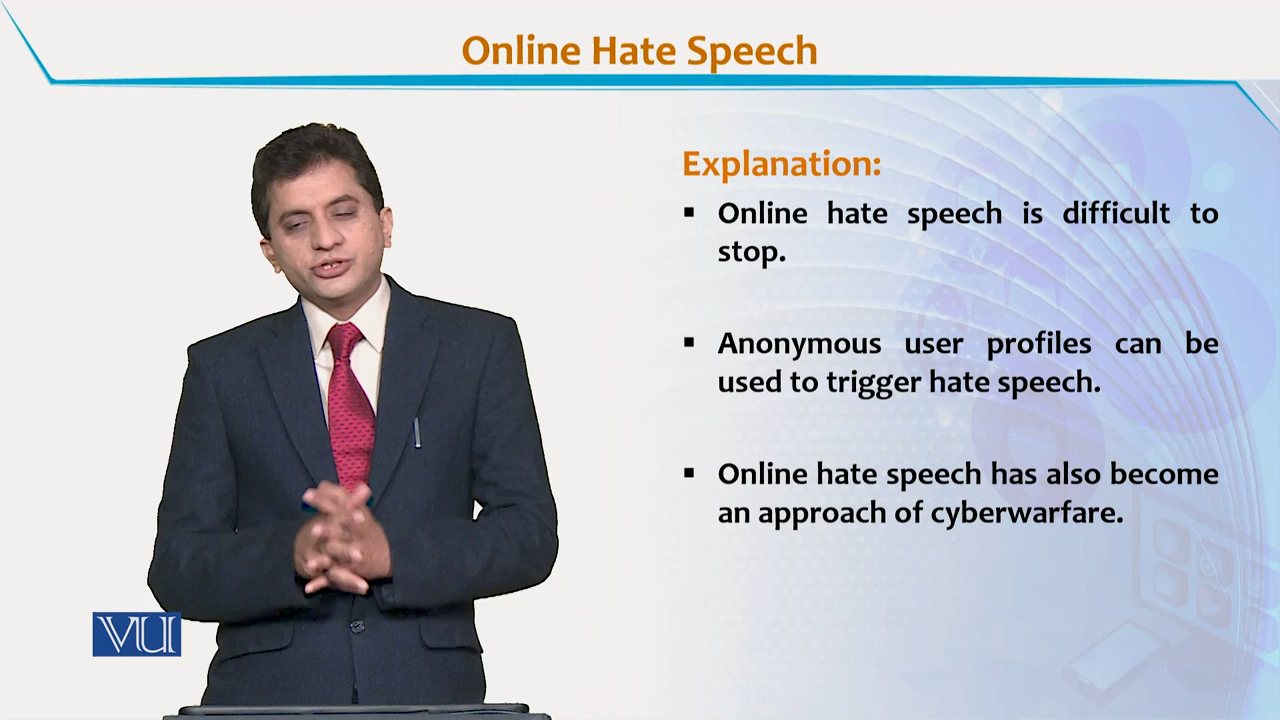 Online Hate Speech
Explanation:
▪ Online hate speech is difficult to
stop.
▪ Anonymous user profiles can be
used to trigger hate speech.
▪ Online hate speech has also become
an approach of cyberwarfare.
VU